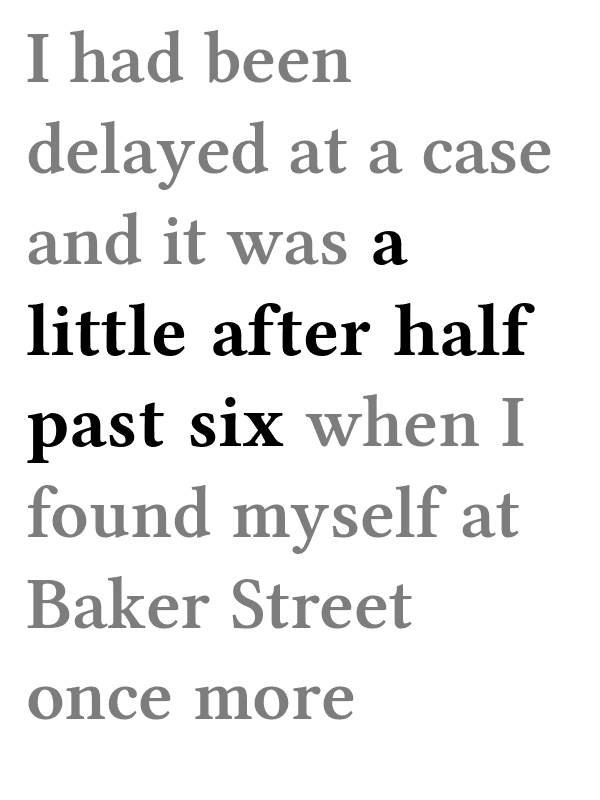 I had been
delayed at a case
and it was a
little after half
past six when I
found myself at
Baker Street
once more